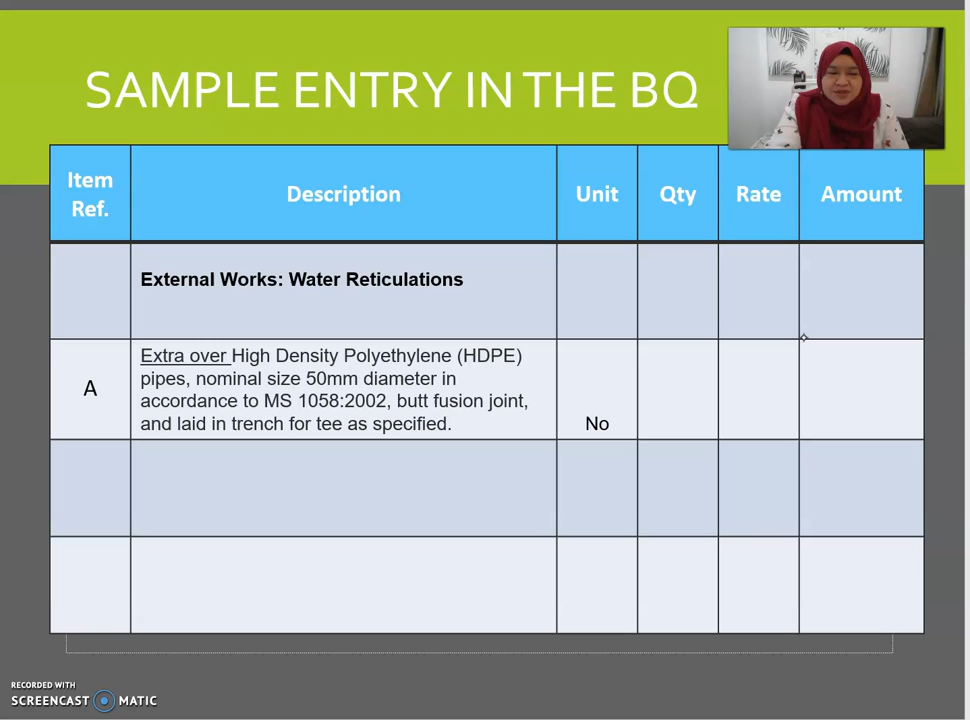 SAMPLE ENTRY IN THE BQ
Item
Ref.
Description
Unit
Qty
Rate
Amount
External Works: Water Reticulations
A
Extra over High Density Polyethylene (HDPE)
pipes, nominal size 50mm diameter in
accordance to MS 1058:2002, butt fusion joint,
and laid in trench for tee as specified.
No
RECORDED WITH
SCREENCAST MATIC